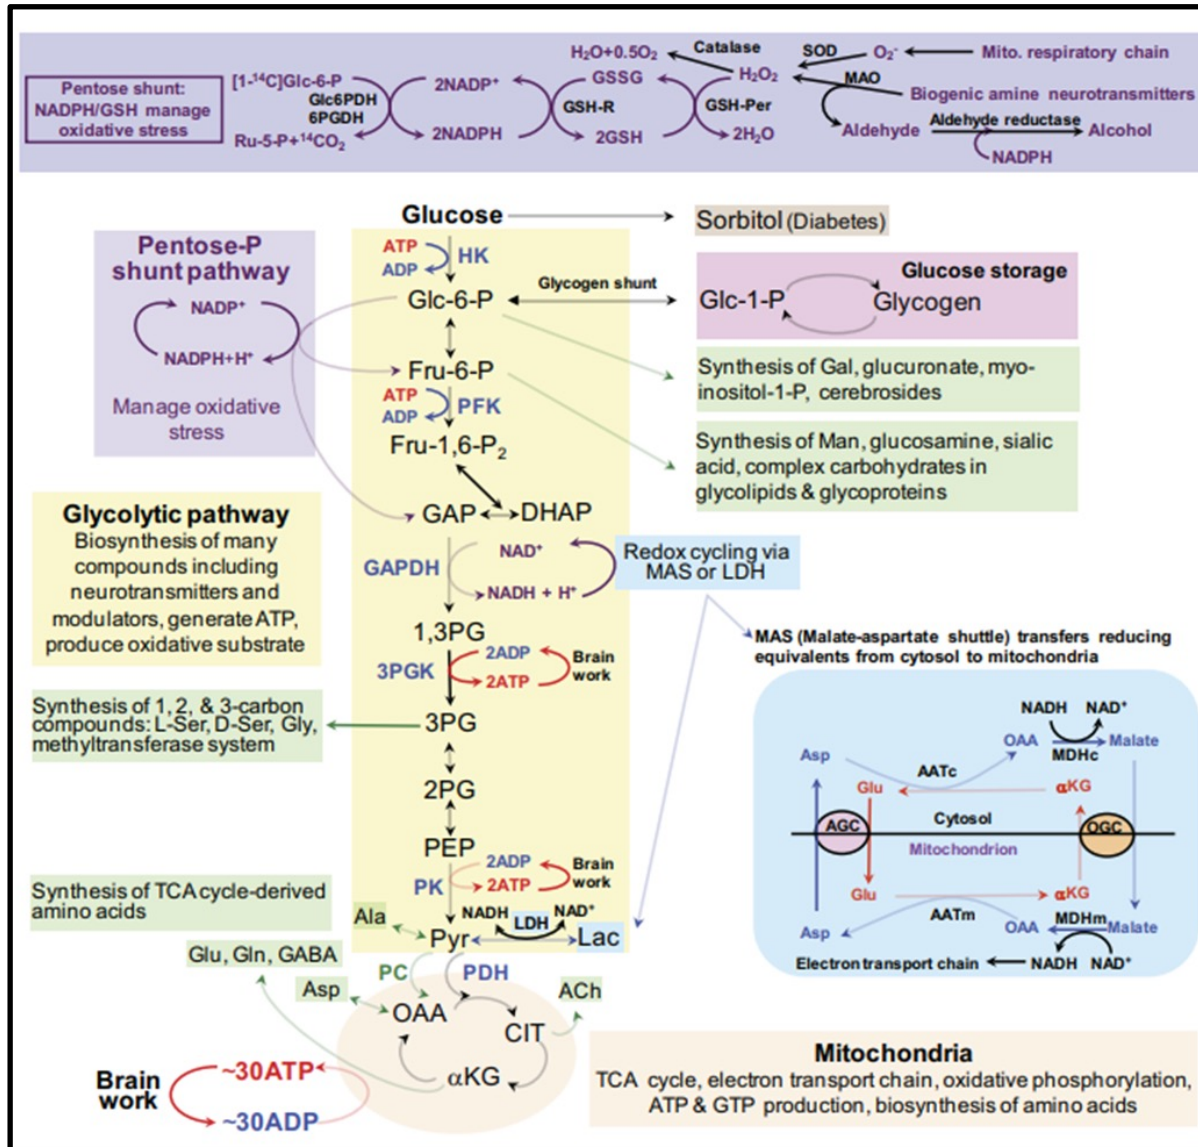 Pentose shunt:
NADPH/GSH manage
oxidative stress
[1-¹⁴C]Glc-6-P
Glc6PDH
6PGDH
Ru-5-P+¹⁴CO₂
2NADP⁺
2NADPH
H₂O+0.5O₂
GSSG
GSH-R
2GSH
Catalase
H₂O₂
GSH-Per
2H₂O
SOD
O₂⁻
Mito. respiratory chain
MAO
Biogenic amine neurotransmitters
Aldehyde
Aldehyde reductase
Alcohol
NADPH
Glucose
Sorbitol (Diabetes)
ATP
ADP
HK
Pentose-P
shunt pathway
NADP⁺
NADPH+H⁺
Manage oxidative
stress
Glc-6-P
Glycogen shunt
Glucose storage
Glc-1-P
Glycogen
Fru-6-P
Synthesis of Gal, glucuronate, myo-
inositol-1-P, cerebrosides
ATP
ADP
PFK
Fru-1,6-P₂
Synthesis of Man, glucosamine, sialic
acid, complex carbohydrates in
glycolipids & glycoproteins
Glycolytic pathway
Biosynthesis of many
compounds including
neurotransmitters and
modulators, generate ATP,
produce oxidative substrate
GAP
DHAP
GAPDH
NAD⁺
NADH + H⁺
Redox cycling via
MAS or LDH
1,3PG
3PGK
2ADP
2ATP
Brain
work
MAS (Malate-aspartate shuttle) transfers reducing
equivalents from cytosol to mitochondria
Synthesis of 1, 2, & 3-carbon
compounds: L-Ser, D-Ser, Gly,
methyltransferase system
3PG
2PG
PEP
PK
2ADP
2ATP
Brain
work
NADH
NAD⁺
OAA
Malate
MDHc
Asp
AATc
Glu
αKG
AGC
Cytosol
OGC
Mitochondrion
Glu
αKG
AATm
Asp
OAA
MDHm
Malate
Electron transport chain
NADH
NAD⁺
Synthesis of TCA cycle-derived
amino acids
Ala
NADH
LDH
NAD⁺
Pyr
Lac
Glu, Gln, GABA
PC
PDH
Asp
OAA
ACh
CIT
αKG
Brain
work
~30ATP
~30ADP
Mitochondria
TCA cycle, electron transport chain, oxidative phosphorylation,
ATP & GTP production, biosynthesis of amino acids